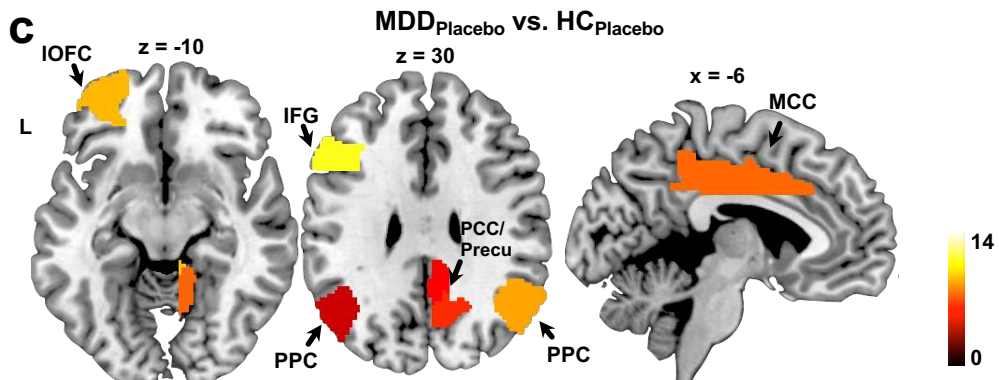 C
MDDPlacebo vs. HCPlacebo
lOFC
z = -10
z = 30
x = -6
MCC
IFG
L
PCC/
Precu
14
PPC
PPC
0